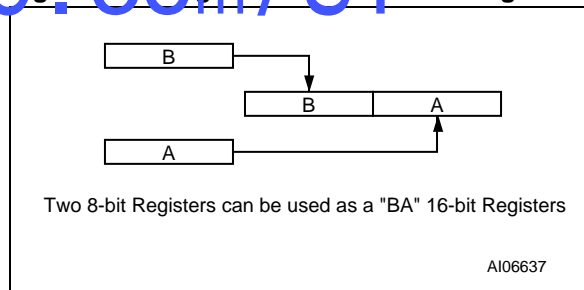 B
B A
A
Two 8-bit Registers can be used as a "BA" 16-bit Registers
AI06637